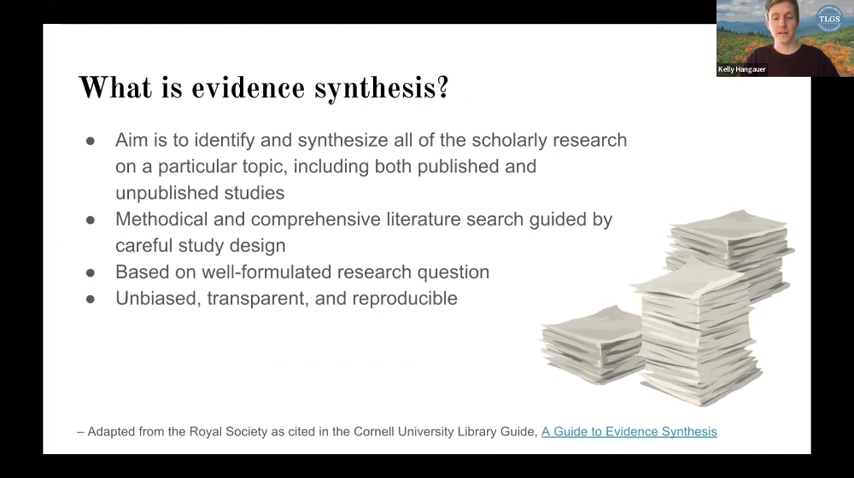 TLGS
Kelly Hangauer
What is evidence synthesis?
● Aim is to identify and synthesize all of the scholarly research
on a particular topic, including both published and
unpublished studies
● Methodical and comprehensive literature search guided by
careful study design
● Based on well-formulated research question
● Unbiased, transparent, and reproducible
– Adapted from the Royal Society as cited in the Cornell University Library Guide, A Guide to Evidence Synthesis